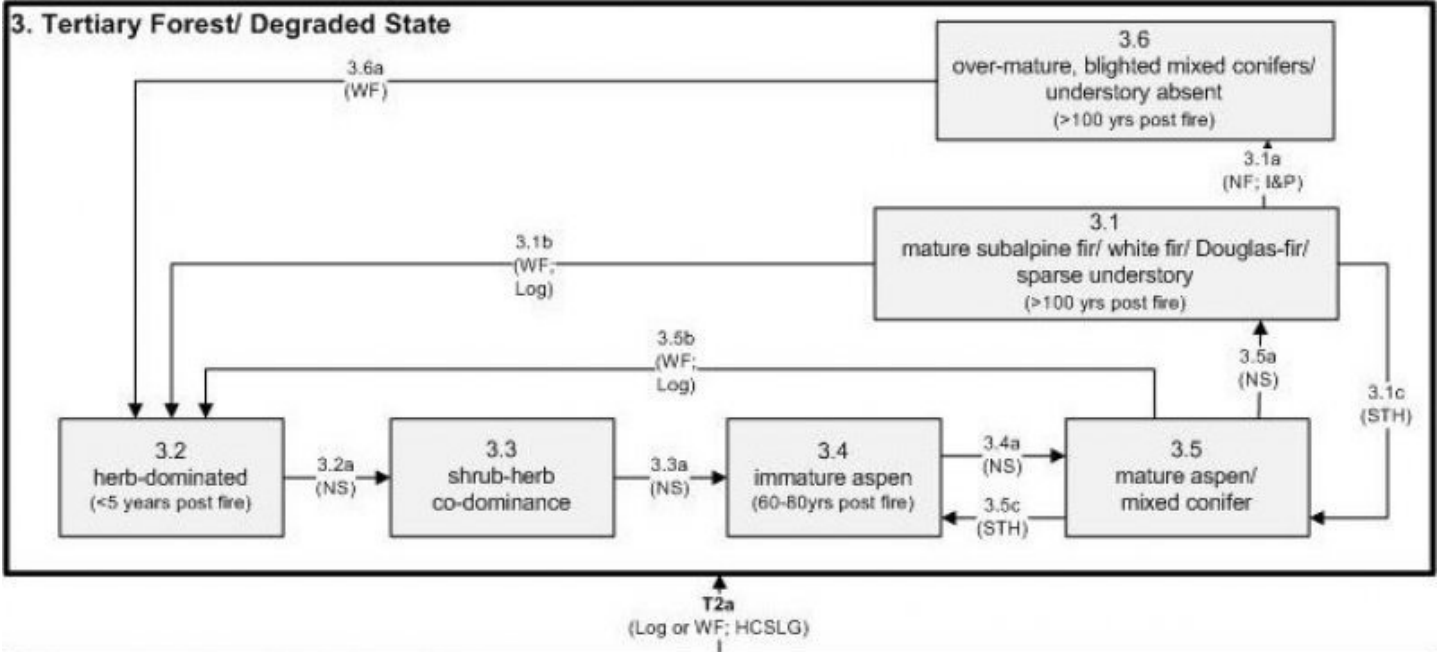 3. Tertiary Forest/ Degraded State
3.6
over-mature, blighted mixed conifers/
understory absent
(>100 yrs post fire)
3.6a
(WF)
3.1a
(NF; I&P)
3.1
mature subalpine fir/ white fir/ Douglas-fir/
sparse understory
(>100 yrs post fire)
3.1b
(WF;
Log)
3.5b
(WF;
Log)
3.5a
(NS)
3.1c
(STH)
3.2
herb-dominated
(<5 years post fire)
3.2a
(NS)
3.3
shrub-herb
co-dominance
3.3a
(NS)
3.4
immature aspen
(60-80yrs post fire)
3.4a
(NS)
3.5c
(STH)
3.5
mature aspen/
mixed conifer
T2a
(Log or WF; HCSLG)